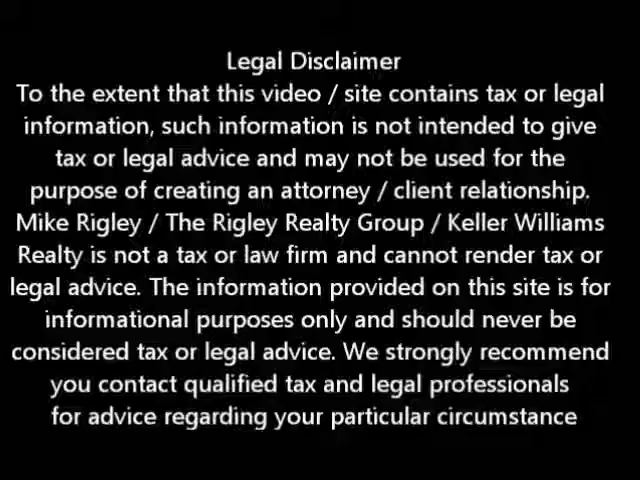 Legal Disclaimer
To the extent that this video / site contains tax or legal
information, such information is not intended to give
tax or legal advice and may not be used for the
purpose of creating an attorney / client relationship.
Mike Rigley / The Rigley Realty Group / Keller Williams
Realty is not a tax or law firm and cannot render tax or
legal advice. The information provided on this site is for
informational purposes only and should never be
considered tax or legal advice. We strongly recommend
you contact qualified tax and legal professionals
for advice regarding your particular circumstance